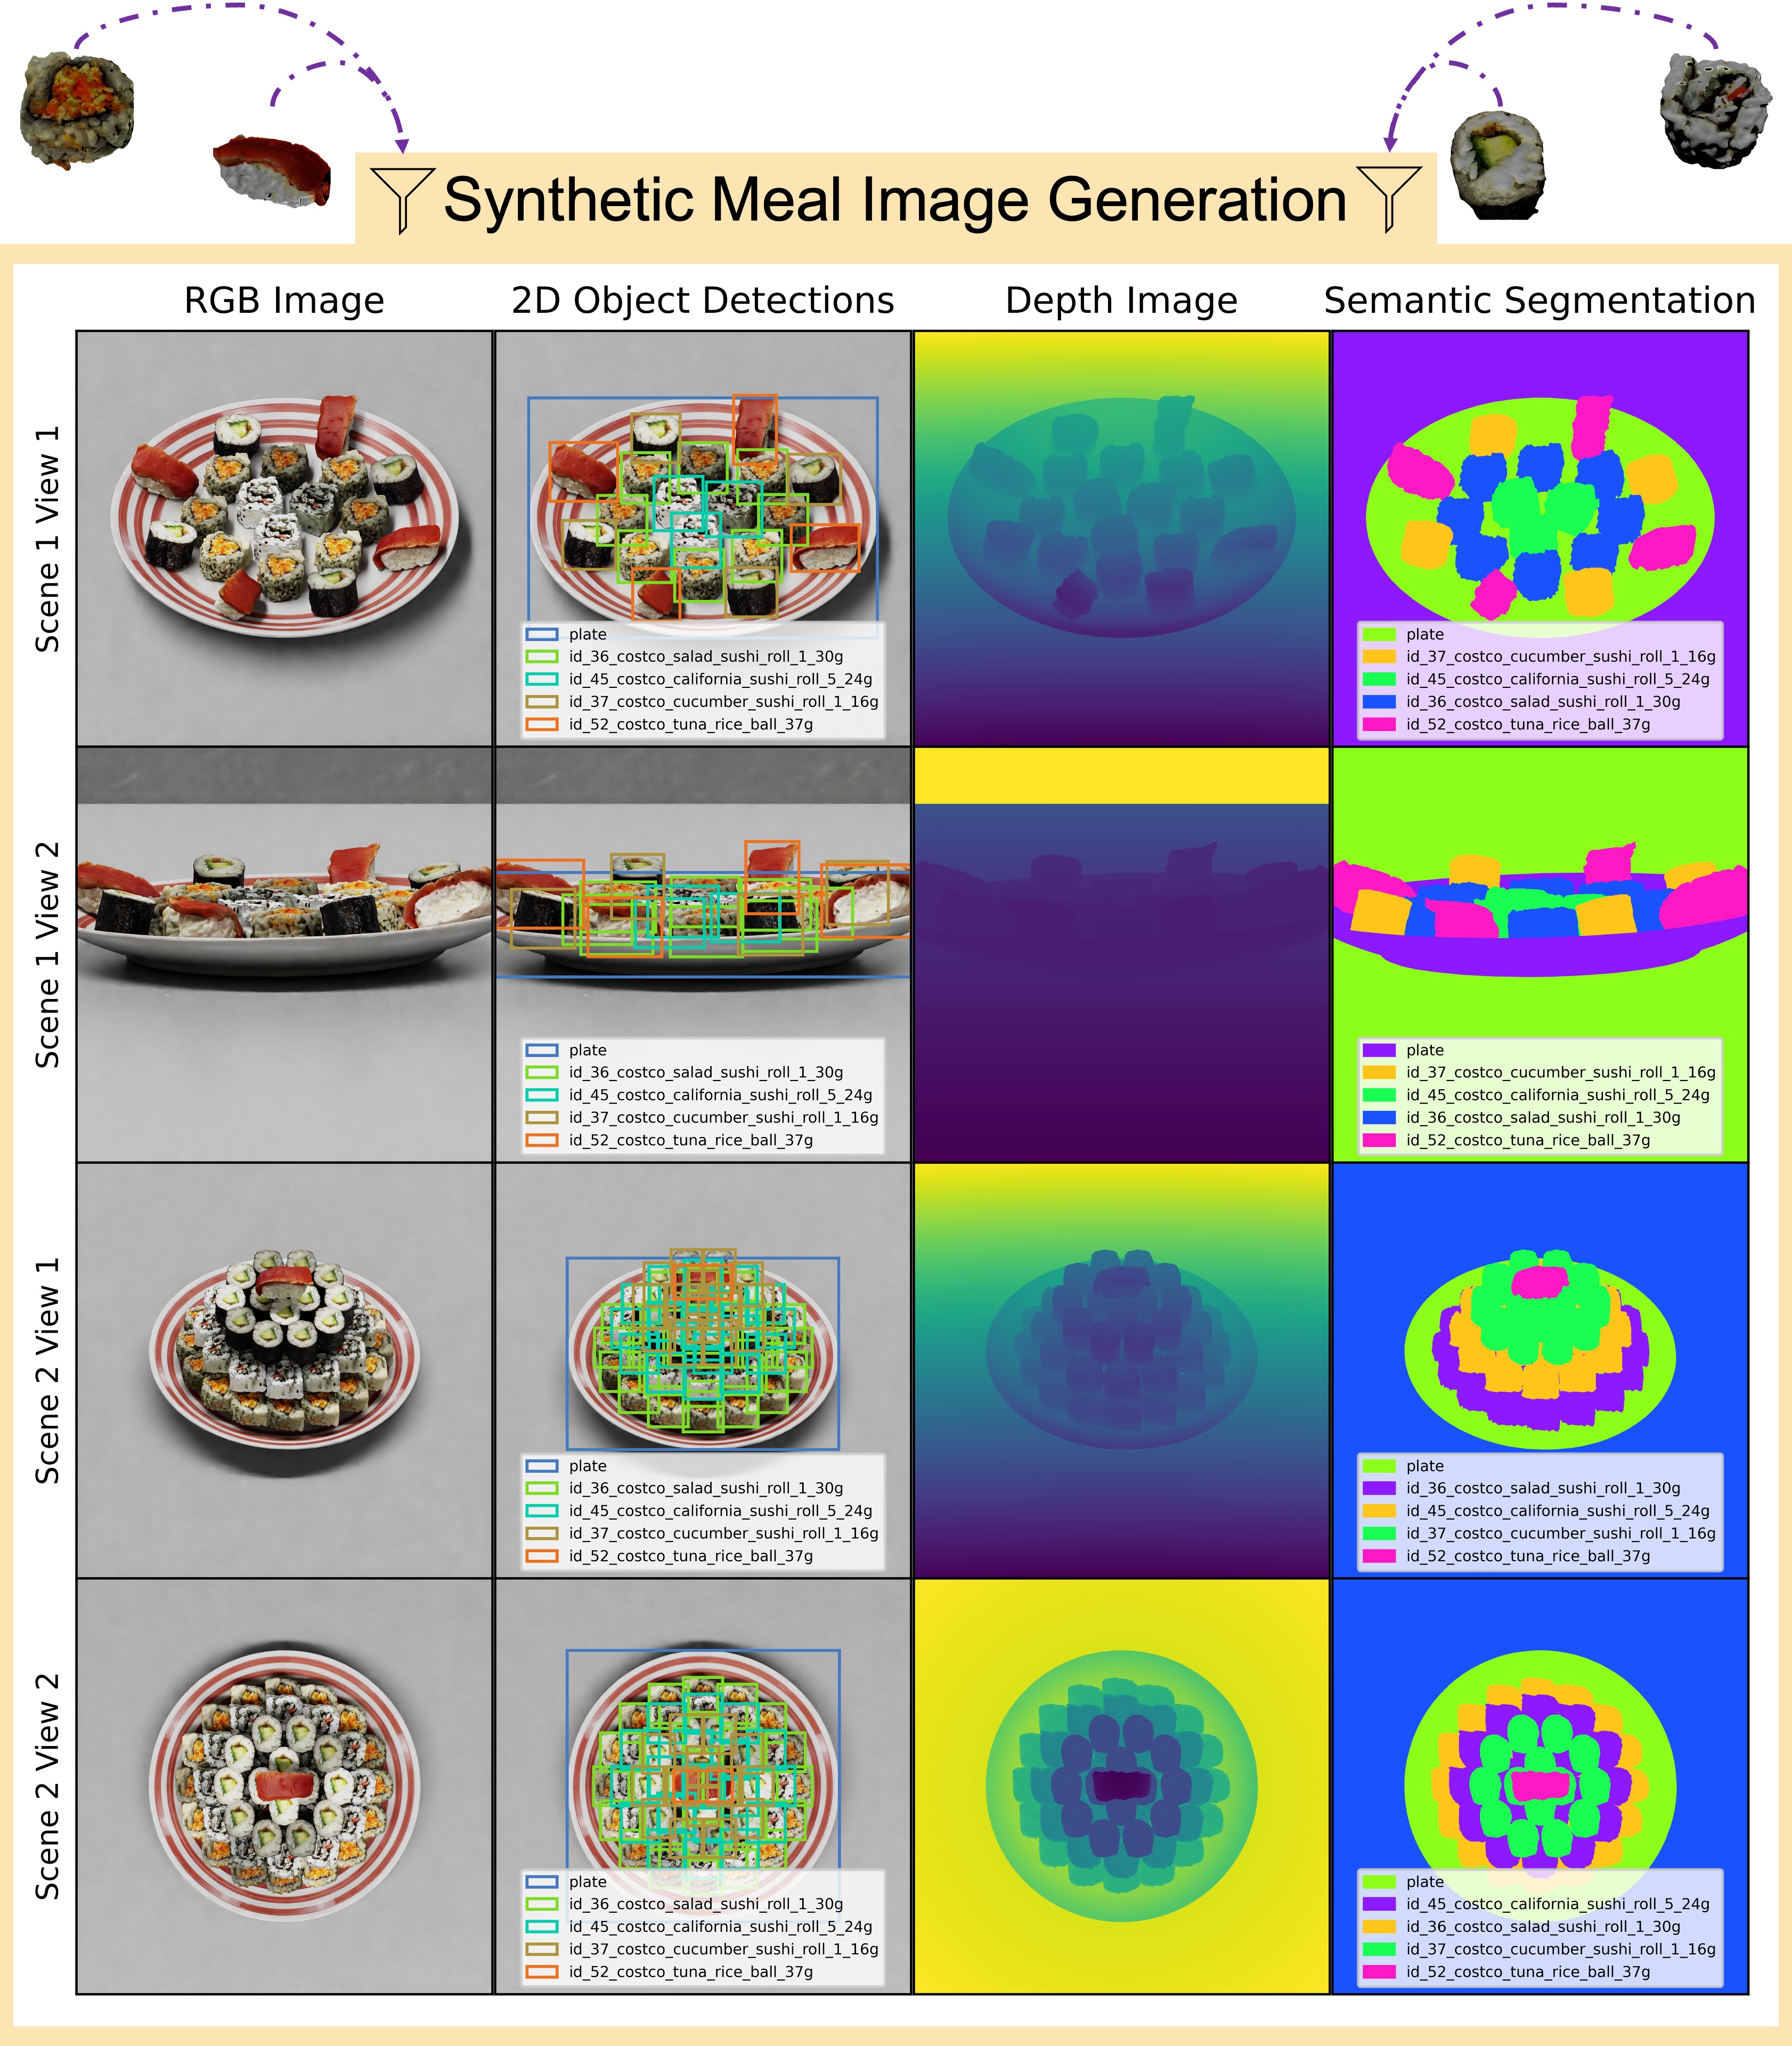 Synthetic Meal Image Generation
RGB Image
2D Object Detections
Depth Image
Semantic Segmentation
Scene 1 View 1
plate
id_36_costco_salad_sushi_roll_1_30g
id_45_costco_california_sushi_roll_5_24g
id_37_costco_cucumber_sushi_roll_1_16g
id_52_costco_tuna_rice_ball_37g
plate
id_37_costco_cucumber_sushi_roll_1_16g
id_45_costco_california_sushi_roll_5_24g
id_36_costco_salad_sushi_roll_1_30g
id_52_costco_tuna_rice_ball_37g
Scene 1 View 2
plate
id_36_costco_salad_sushi_roll_1_30g
id_45_costco_california_sushi_roll_5_24g
id_37_costco_cucumber_sushi_roll_1_16g
id_52_costco_tuna_rice_ball_37g
plate
id_37_costco_cucumber_sushi_roll_1_16g
id_45_costco_california_sushi_roll_5_24g
id_36_costco_salad_sushi_roll_1_30g
id_52_costco_tuna_rice_ball_37g
Scene 2 View 1
plate
id_36_costco_salad_sushi_roll_1_30g
id_45_costco_california_sushi_roll_5_24g
id_37_costco_cucumber_sushi_roll_1_16g
id_52_costco_tuna_rice_ball_37g
plate
id_36_costco_salad_sushi_roll_1_30g
id_45_costco_california_sushi_roll_5_24g
id_37_costco_cucumber_sushi_roll_1_16g
id_52_costco_tuna_rice_ball_37g
Scene 2 View 2
plate
id_36_costco_salad_sushi_roll_1_30g
id_45_costco_california_sushi_roll_5_24g
id_37_costco_cucumber_sushi_roll_1_16g
id_52_costco_tuna_rice_ball_37g
plate
id_45_costco_california_sushi_roll_5_24g
id_36_costco_salad_sushi_roll_1_30g
id_37_costco_cucumber_sushi_roll_1_16g
id_52_costco_tuna_rice_ball_37g